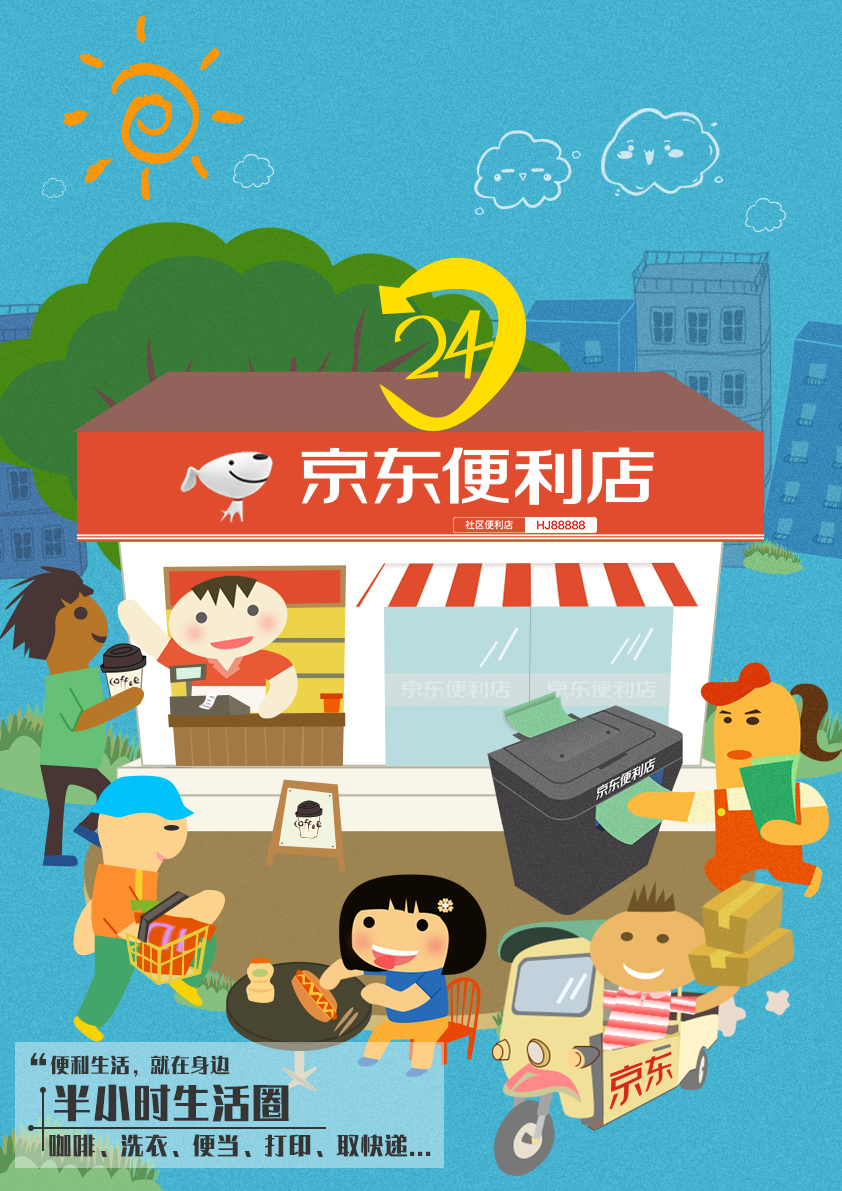 24
京东便利店
社区便利店 HJ88888
京东便利店 京东便利店
coffee
京东便利店
coffee
京东
“便利生活，就在身边
半小时生活圈
咖啡、洗衣、便当、打印、取快递...